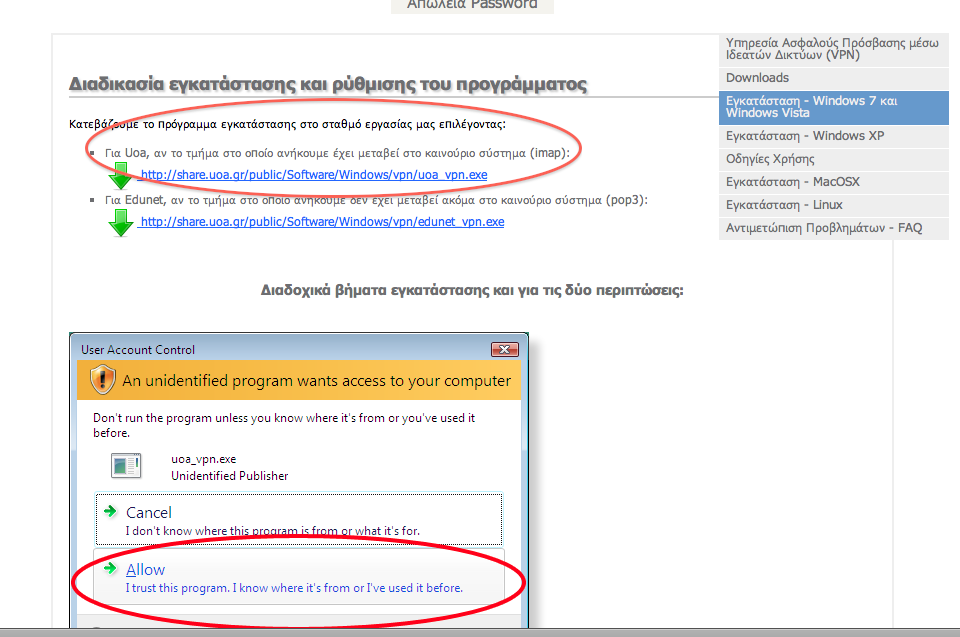 Απώλεια Password
Υπηρεσία Ασφαλούς Πρόσβασης μέσω
Ιδεατών Δικτύων (VPN)
Downloads
Εγκατάσταση - Windows 7 και
Windows Vista
Εγκατάσταση - Windows XP
Οδηγίες Χρήσης
Εγκατάσταση - MacOSX
Εγκατάσταση - Linux
Αντιμετώπιση Προβλημάτων - FAQ
Διαδικασία εγκατάστασης και ρύθμισης του προγράμματος
Κατεβάζουμε το πρόγραμμα εγκατάστασης στο σταθμό εργασίας μας επιλέγοντας:
Για Uoa, αν το τμήμα στο οποίο ανήκουμε έχει μεταβεί στο καινούριο σύστημα (imap):
http://share.uoa.gr/public/Software/Windows/vpn/uoa_vpn.exe
Για Edunet, αν το τμήμα στο οποίο ανήκουμε δεν έχει μεταβεί ακόμα στο καινούριο σύστημα (pop3):
http://share.uoa.gr/public/Software/Windows/vpn/edunet_vpn.exe
Διαδοχικά βήματα εγκατάστασης και για τις δύο περιπτώσεις:
User Account Control
An unidentified program wants access to your computer
Don't run the program unless you know where it's from or you've used it
before.
uoa_vpn.exe
Unidentified Publisher
Cancel
I don't know where this program is from or what it's for.
Allow
I trust this program. I know where it's from or I've used it before.